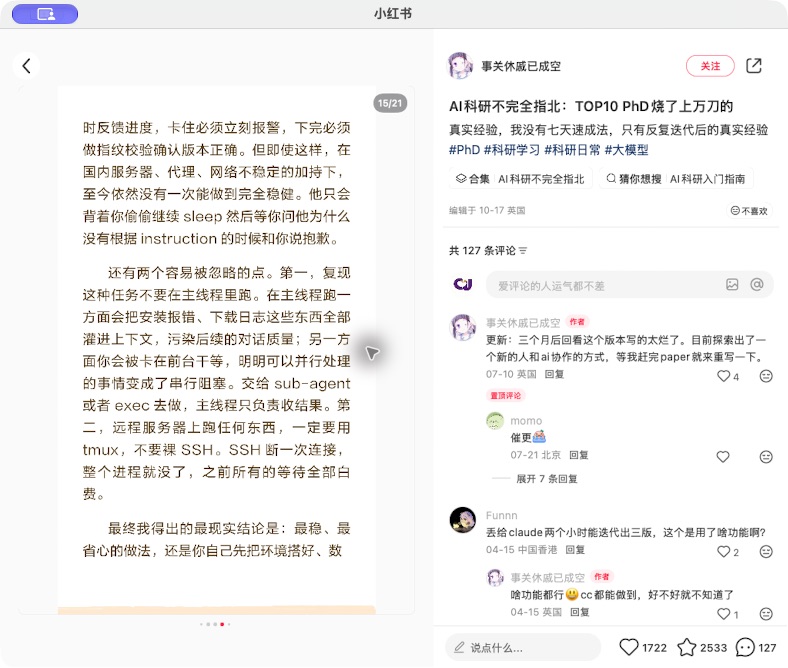 小红书
15/21
时反馈进度，卡住必须立刻报警，下完必须
做指纹校验确认版本正确。但即使这样，在
国内服务器、代理、网络不稳定的加持下，
至今依然没有一次能做到完全稳健。他只会
背着你偷偷继续 sleep 然后等你问他为什么
没有根据 instruction 的时候和你说抱歉。
还有两个容易被忽略的点。第一，复现
这种任务不要在主线程里跑。在主线程跑一
方面会把安装报错、下载日志这些东西全部
灌进上下文，污染后续的对话质量；另一方
面你会被卡在前台干等，明明可以并行处理
的事情变成了串行阻塞。交给 sub-agent
或者 exec 去做，主线程只负责收结果。第
二，远程服务器上跑任何东西，一定要用
tmux，不要裸 SSH。SSH 断一次连接，
整个进程就没了，之前所有的等待全部白
费。
最终我得出的最现实结论是：最稳、最
省心的做法，还是你自己先把环境搭好、数
事关休戚已成空
关注
AI科研不完全指北：TOP10 PhD烧了上万刀的
真实经验，我没有七天速成法，只有反复迭代后的真实经验
#PhD #科研学习 #科研日常 #大模型
合集 AI科研不完全指北
猜你想搜 AI科研入门指南
编辑于 10-17 英国
不喜欢
共 127 条评论
CJ
爱评论的人运气都不差
事关休戚已成空 作者
更新：三个月后回看这个版本写的太烂了。目前探索出了一
个新的人和ai协作的方式，等我赶完paper就来重写一下。
07-10 英国 回复
4
置顶评论
momo
催更
07-21 北京 回复
展开 7 条回复
Funnn
丢给claude两个小时能迭代出三版，这个是用了啥功能啊?
04-15 中国香港 回复
2
事关休戚已成空 作者
啥功能都行 cc都能做到，好不好就不知道了
04-15 英国 回复
1
说点什么...
1722
2533
127